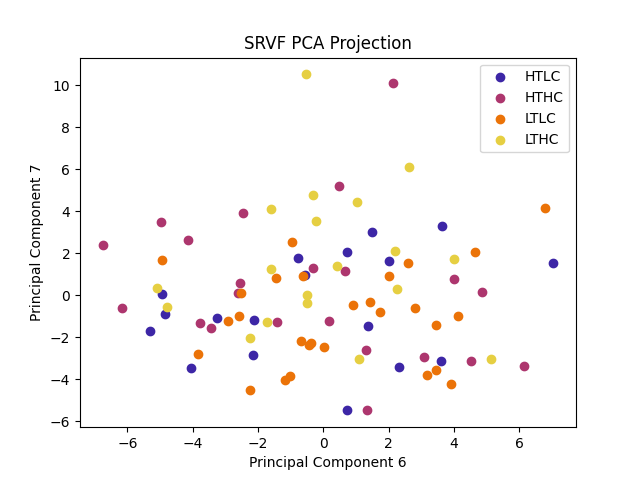 SRVF PCA Projection
HTLC
HTHC
LTLC
LTHC
Principal Component 7
10
8
6
4
2
0
−2
−4
−6
−6 −4 −2 0 2 4 6
Principal Component 6